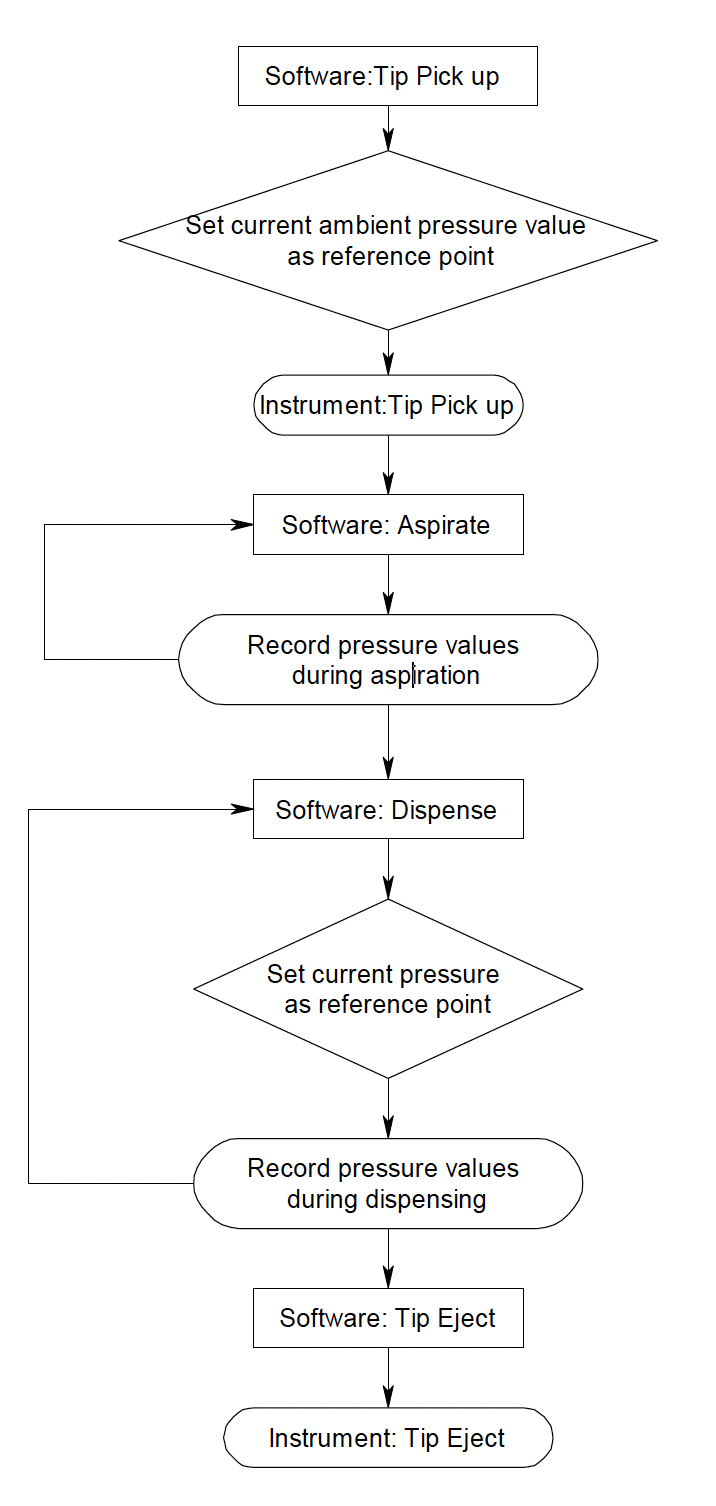 Software:Tip Pick up
Set current ambient pressure value
as reference point
Instrument:Tip Pick up
Software: Aspirate
Record pressure values
during aspiration
Software: Dispense
Set current pressure
as reference point
Record pressure values
during dispensing
Software: Tip Eject
Instrument: Tip Eject